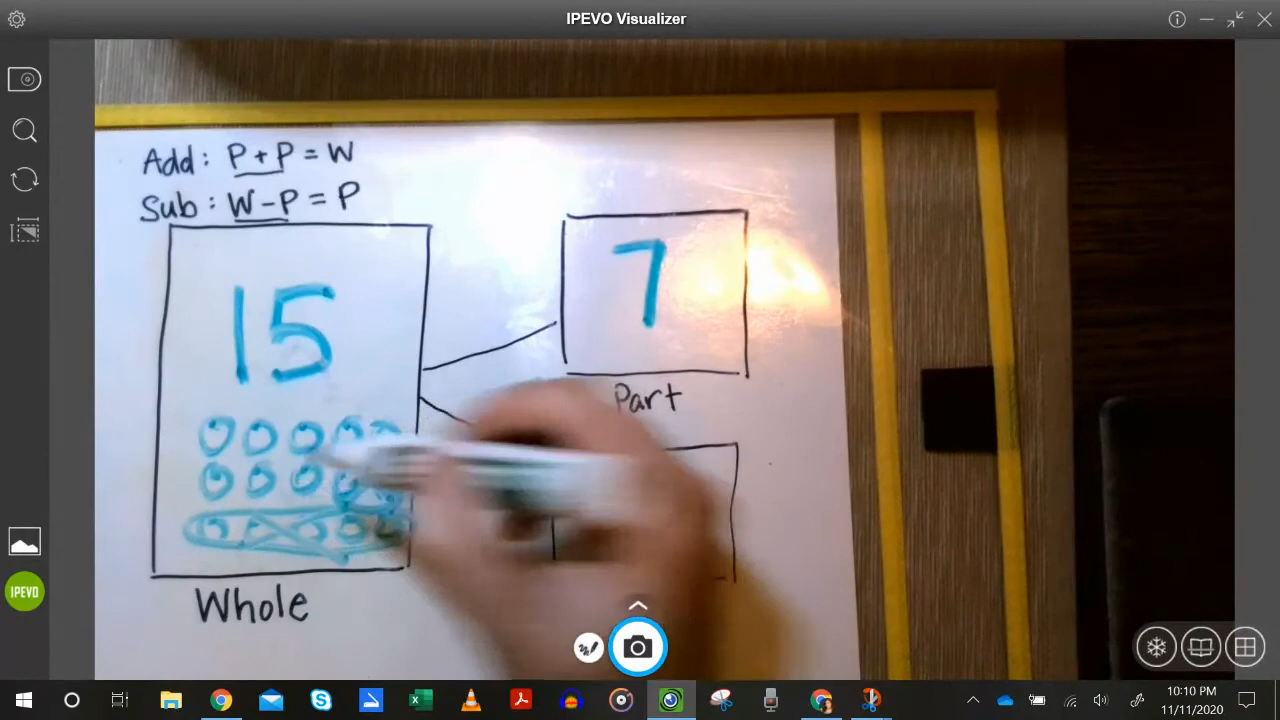 IPEVO Visualizer
Add: P+P=W
Sub: W-P=P
15
7
Part
Whole
IPEVO
10:10 PM
11/11/2020